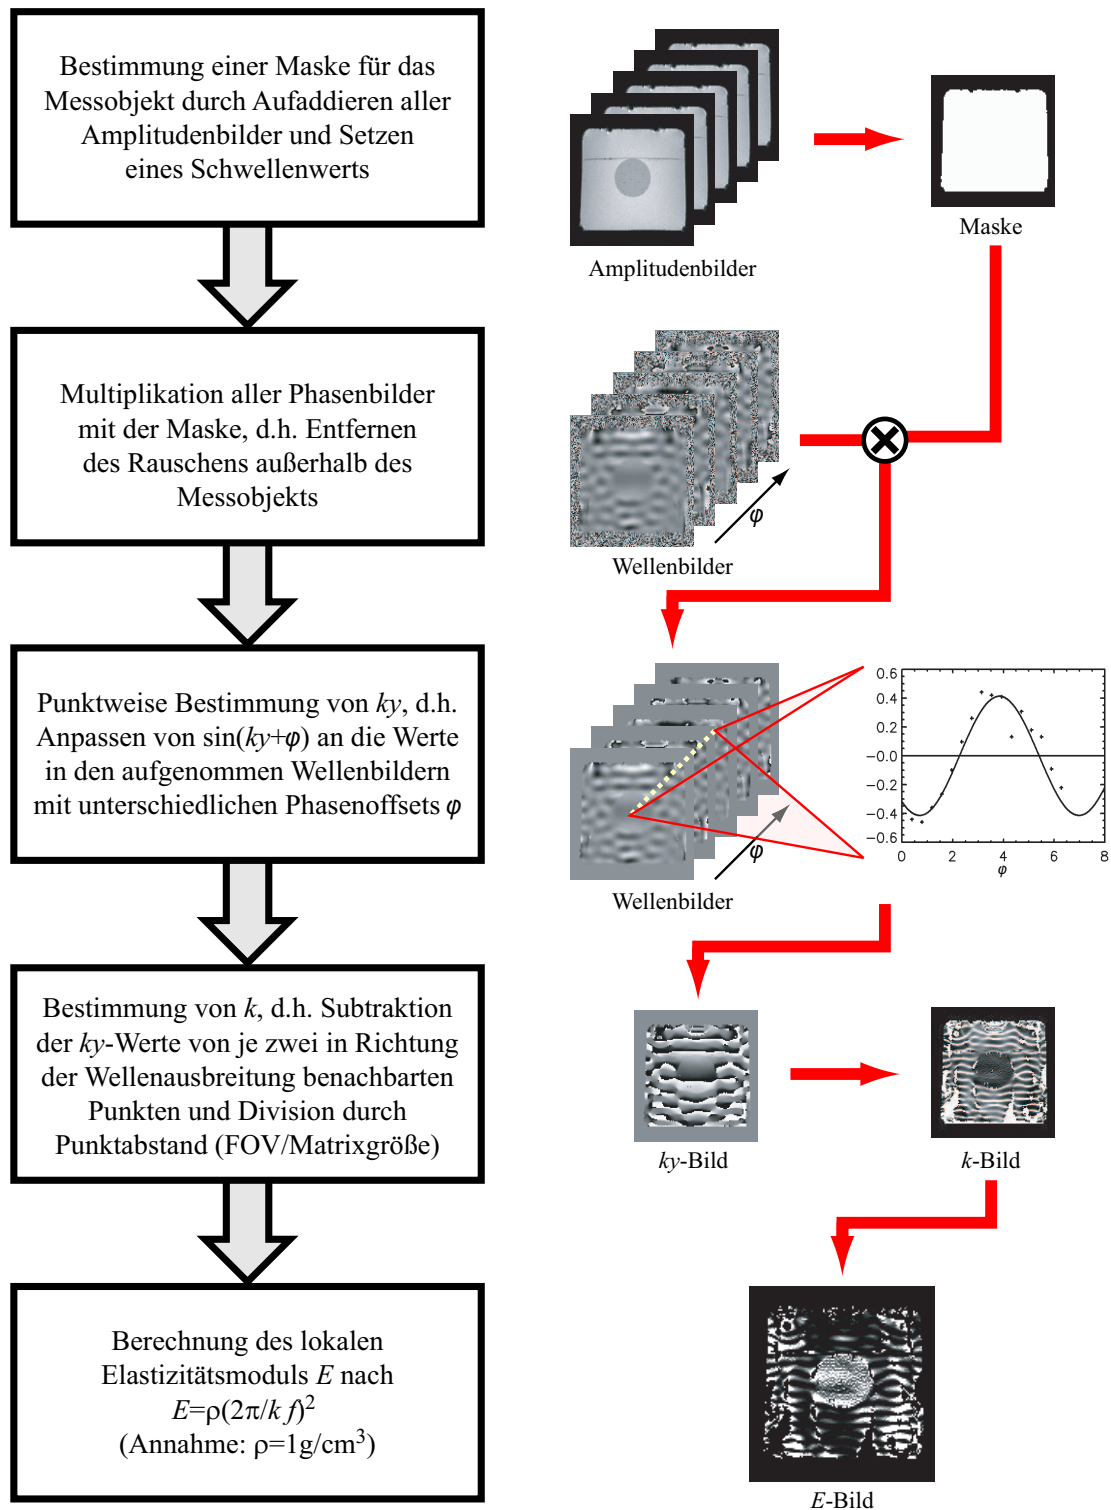 Bestimmung einer Maske für das
Messobjekt durch Aufaddieren aller
Amplitudenbilder und Setzen
eines Schwellenwerts
Amplitudenbilder
Maske
Multiplikation aller Phasenbilder
mit der Maske, d.h. Entfernen
des Rauschens außerhalb des
Messobjekts
φ
Wellenbilder
Punktweise Bestimmung von ky, d.h.
Anpassen von sin(ky+φ) an die Werte
in den aufgenommen Wellenbildern
mit unterschiedlichen Phasenoffsets φ
φ
Wellenbilder
0.6
0.4
0.2
-0.0
-0.2
-0.4
-0.6
0 2 4 6 8
φ
Bestimmung von k, d.h. Subtraktion
der ky-Werte von je zwei in Richtung
der Wellenausbreitung benachbarten
Punkten und Division durch
Punktabstand (FOV/Matrixgröße)
ky-Bild
k-Bild
Berechnung des lokalen
Elastizitätsmoduls E nach
E=ρ(2π/k f)²
(Annahme: ρ=1g/cm³)
E-Bild